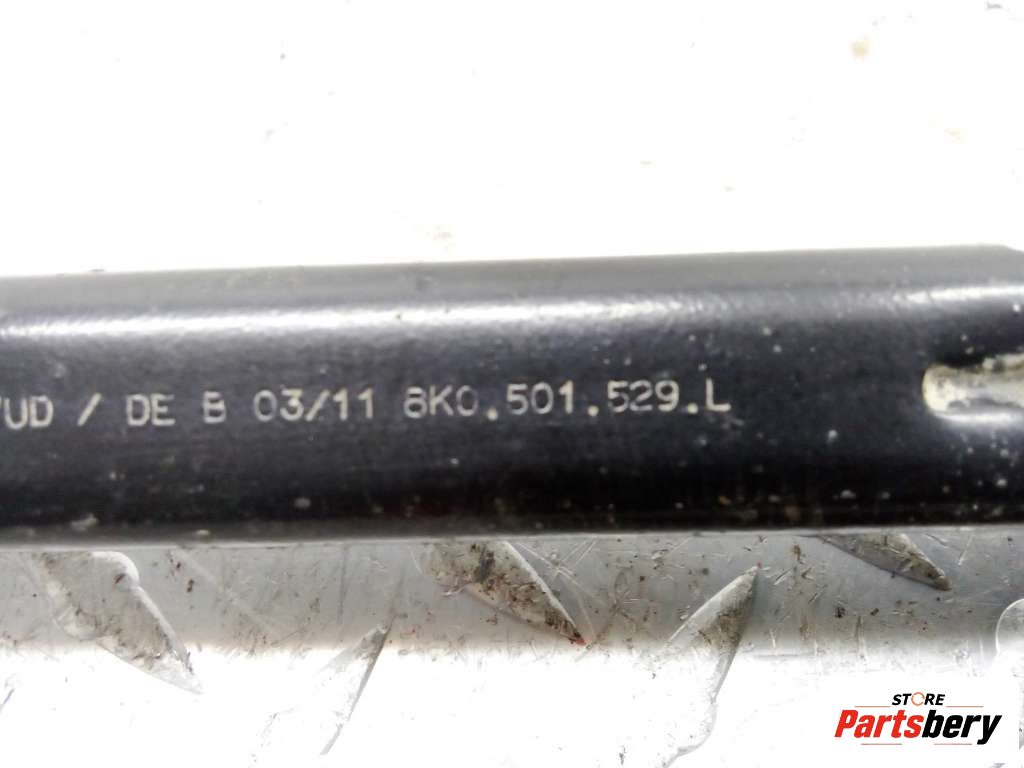 /UD / DE B 03/11 8K0.501.529.L
STORE
Partsbery